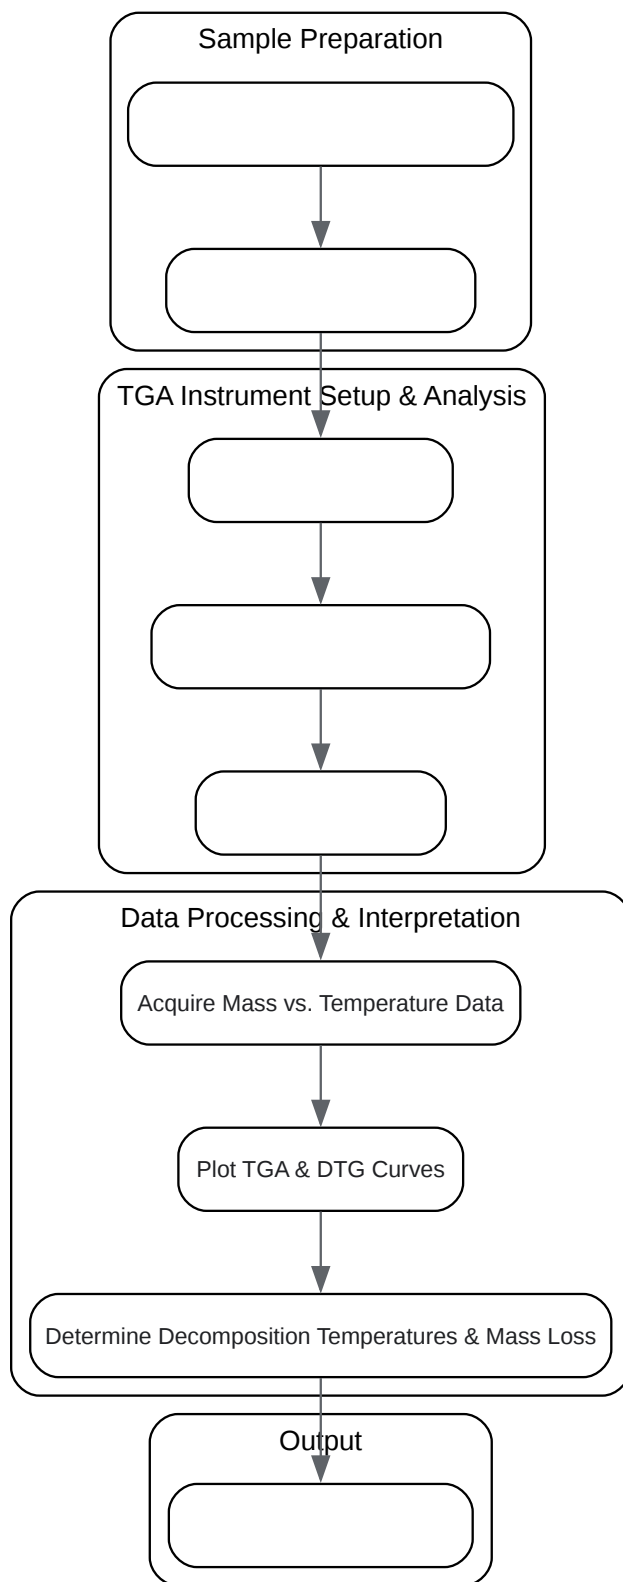 Sample Preparation
TGA Instrument Setup & Analysis
Data Processing & Interpretation
Acquire Mass vs. Temperature Data
Plot TGA & DTG Curves
Determine Decomposition Temperatures & Mass Loss
Output